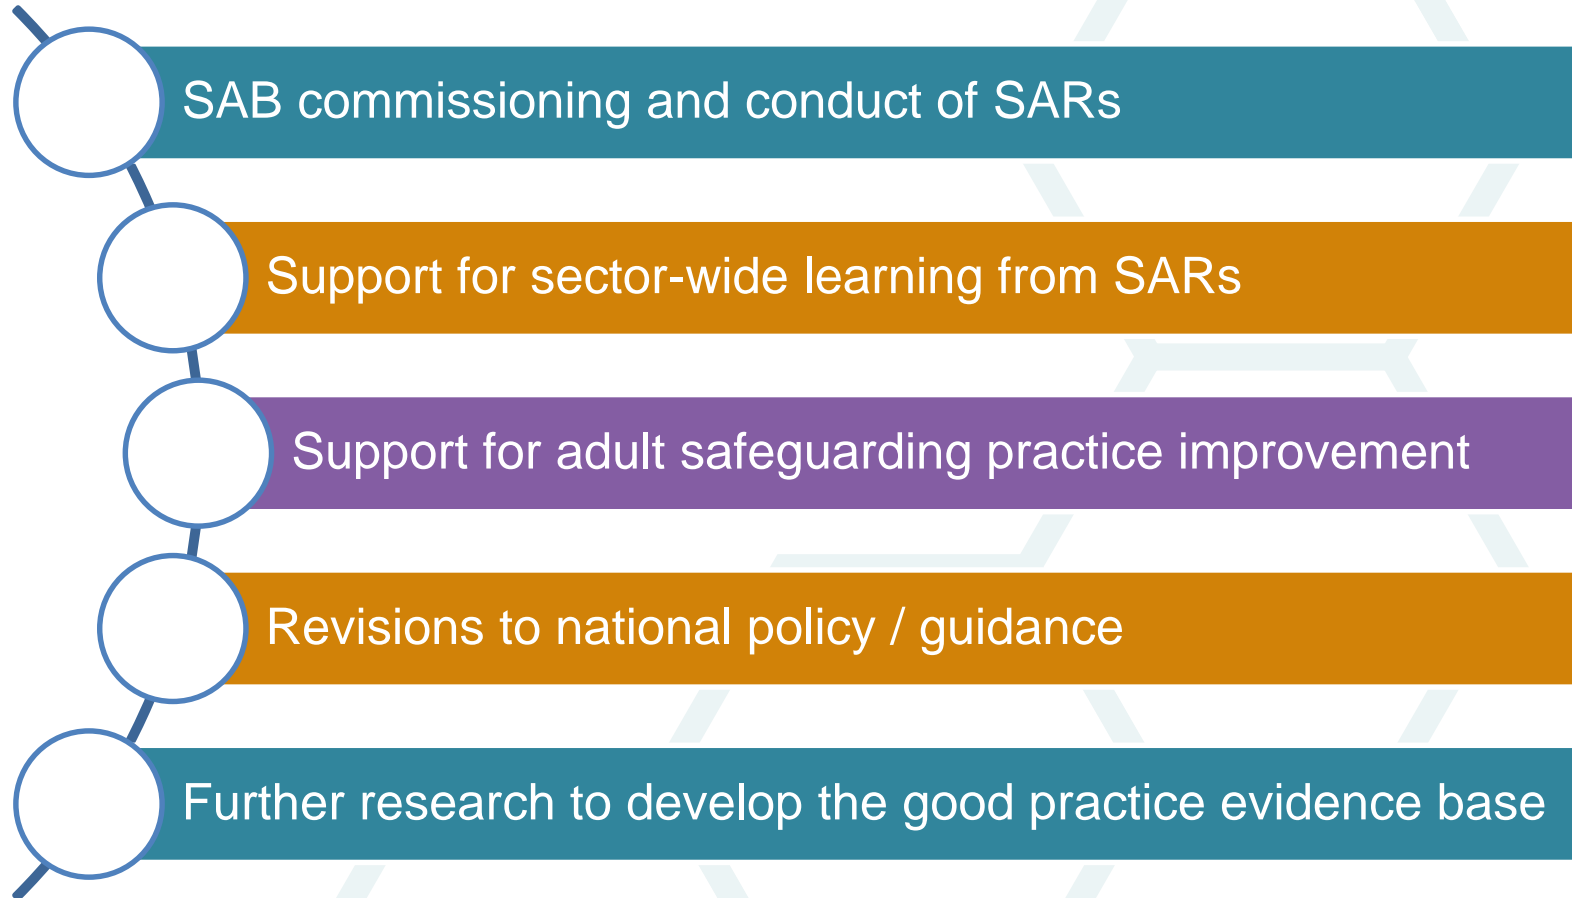 SAB commissioning and conduct of SARs
Support for sector-wide learning from SARs
Support for adult safeguarding practice improvement
Revisions to national policy / guidance
Further research to develop the good practice evidence base